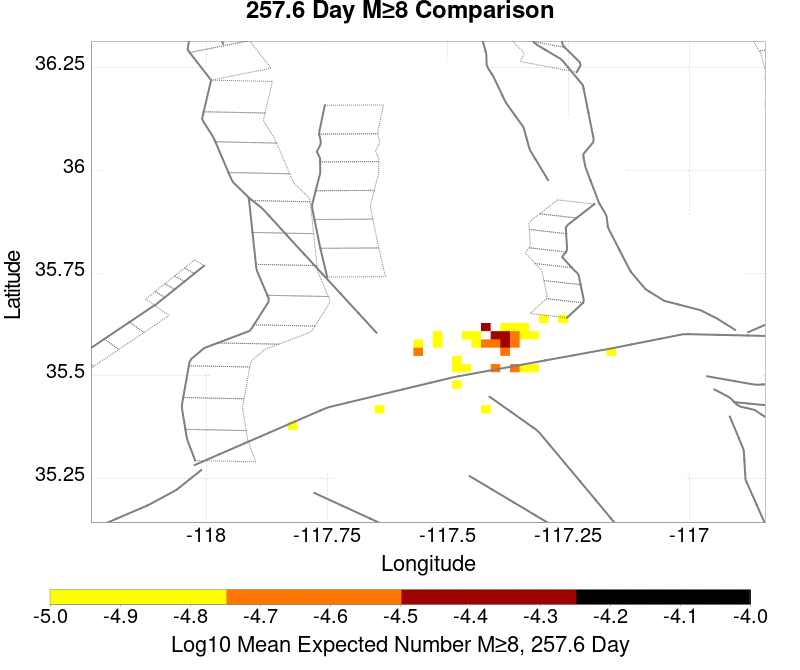 257.6 Day M≥8 Comparison
36.25
36
35.75
35.5
35.25
Latitude
-118 -117.75 -117.5 -117.25 -117
Longitude
-5.0 -4.9 -4.8 -4.7 -4.6 -4.5 -4.4 -4.3 -4.2 -4.1 -4.0
Log10 Mean Expected Number M≥8, 257.6 Day